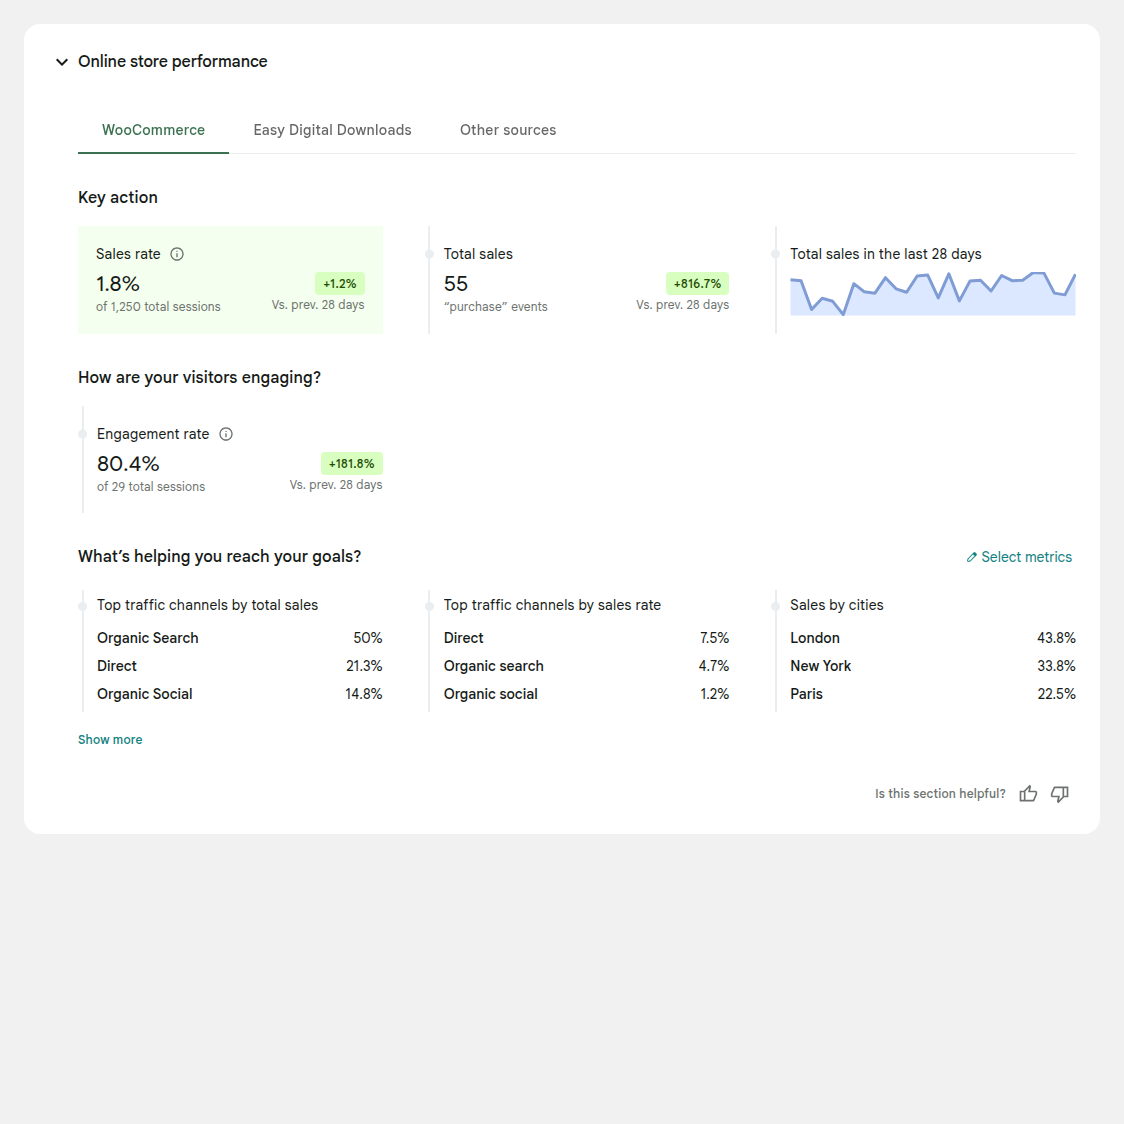 Online store performance
WooCommerce
Easy Digital Downloads
Other sources
Key action
Sales rate
1.8%
+1.2%
of 1,250 total sessions
Vs. prev. 28 days
Total sales
55
+816.7%
“purchase” events
Vs. prev. 28 days
Total sales in the last 28 days
How are your visitors engaging?
Engagement rate
80.4%
+181.8%
of 29 total sessions
Vs. prev. 28 days
What’s helping you reach your goals?
Select metrics
Top traffic channels by total sales
Organic Search 50%
Direct 21.3%
Organic Social 14.8%
Top traffic channels by sales rate
Direct 7.5%
Organic search 4.7%
Organic social 1.2%
Sales by cities
London 43.8%
New York 33.8%
Paris 22.5%
Show more
Is this section helpful?